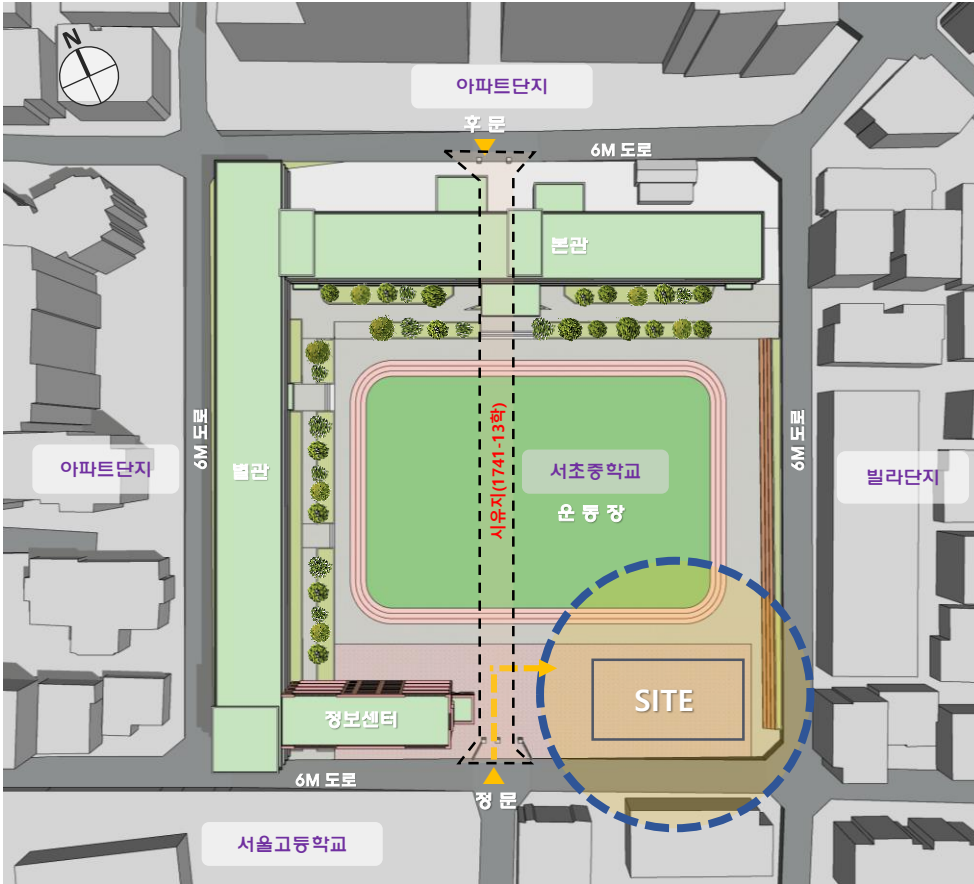 N
아파트단지
후 문
6M 도로
본관
6M 도로
시유지(1741-13학)
6M 도로
아파트단지
별관
서초중학교
빌라단지
운 동 장
SITE
정보센터
6M 도로
정 문
서울고등학교